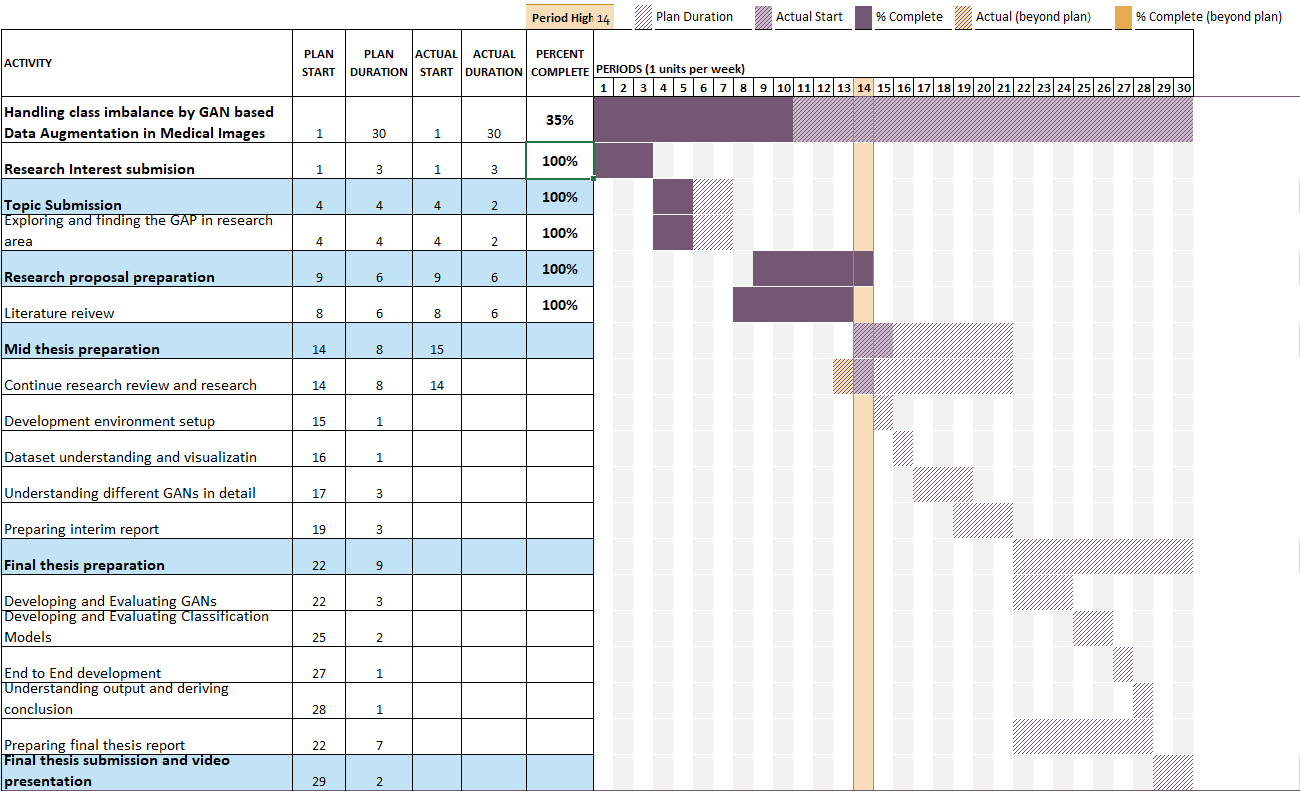 Period High 14 Plan Duration Actual Start % Complete Actual (beyond plan) % Complete (beyond plan)
ACTIVITY PLAN START PLAN DURATION ACTUAL START ACTUAL DURATION PERCENT COMPLETE PERIODS (1 units per week)
1 2 3 4 5 6 7 8 9 10 11 12 13 14 15 16 17 18 19 20 21 22 23 24 25 26 27 28 29 30
Handling class imbalance by GAN based
Data Augmentation in Medical Images 1 30 1 30 35%
Research Interest submision 1 3 1 3 100%
Topic Submission 4 4 4 2 100%
Exploring and finding the GAP in research
area 4 4 4 2 100%
Research proposal preparation 9 6 9 6 100%
Literature reivew 8 6 8 6 100%
Mid thesis preparation 14 8 15
Continue research review and research 14 8 14
Development environment setup 15 1
Dataset understanding and visualizatin 16 1
Understanding different GANs in detail 17 3
Preparing interim report 19 3
Final thesis preparation 22 9
Developing and Evaluating GANs 22 3
Developing and Evaluating Classification
Models 25 2
End to End development 27 1
Understanding output and deriving
conclusion 28 1
Preparing final thesis report 22 7
Final thesis submission and video
presentation 29 2